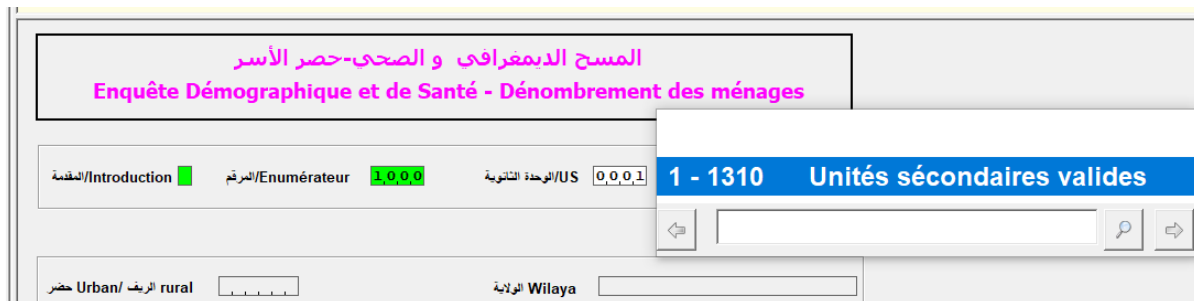 المسح الديمغرافي و الصحي-حصر الأسر
Enquête Démographique et de Santé - Dénombrement des ménages
المقدمة/Introduction المرقم/Enumérateur 1000 الوحدة الثانوية/US 0001
1 - 1310 Unités sécondaires valides
حضر Urban/ الريف rural الولاية Wilaya